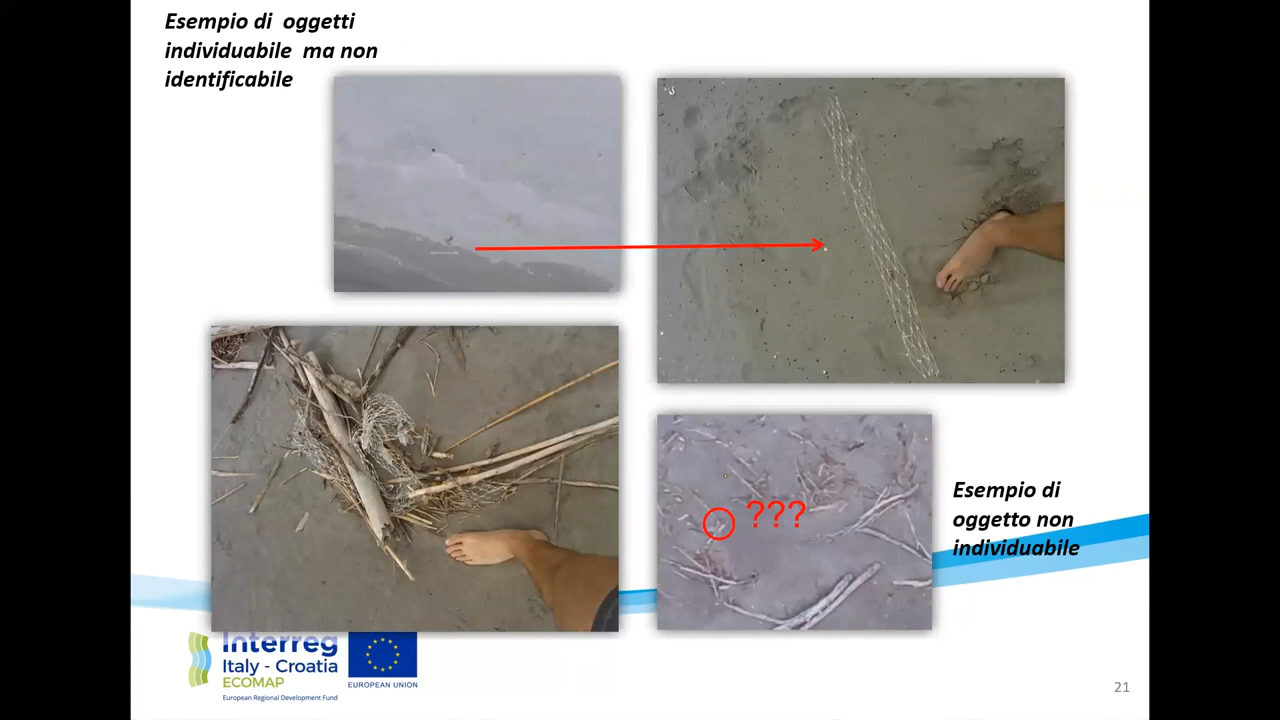 Esempio di  oggetti
individuabile  ma non
identificabile
???
Esempio di
oggetto non
individuabile
Interreg
Italy - Croatia
ECOMAP
European Regional Development Fund
EUROPEAN UNION
21